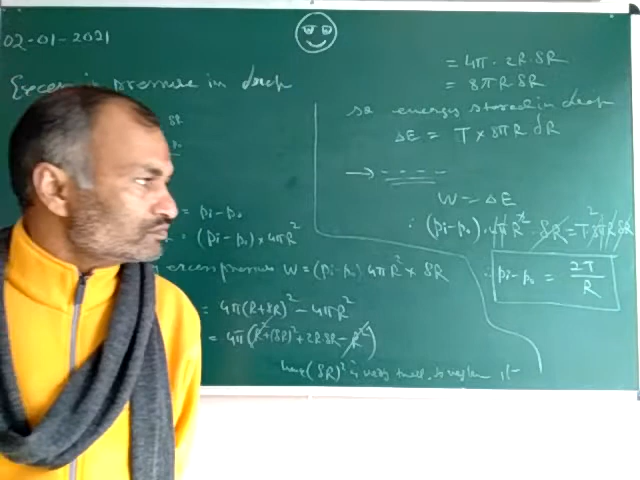 02-01-2021
Excess in pressure in drop
δR
= pi-po
= (pi-po) × 4πR²
excess pressure W = (pi-po) 4πR² × δR
= 4π(R+δR)² - 4πR²
= 4π(R²+(δR)²+2RδR-R²)
(δR)² is very small, so neglect it
= 4π·2R·δR
= 8πR·δR
so energy stored in drop
ΔE = T × 8πR dR
→ - - - -
W = ΔE
∴ (pi-po)·4πR²·δR = T²8πRδR
∴ pi-po = 2T/R